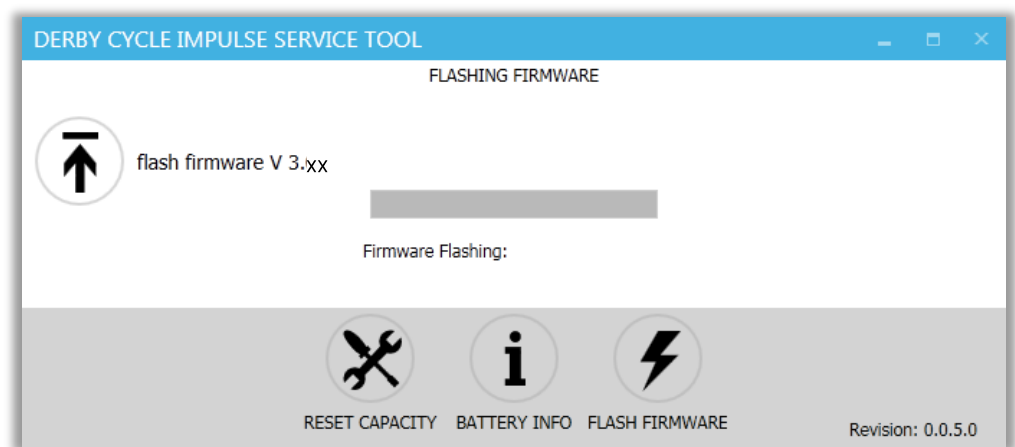 DERBY CYCLE IMPULSE SERVICE TOOL
FLASHING FIRMWARE
flash firmware V 3.xx
Firmware Flashing:
RESET CAPACITY BATTERY INFO FLASH FIRMWARE
Revision: 0.0.5.0